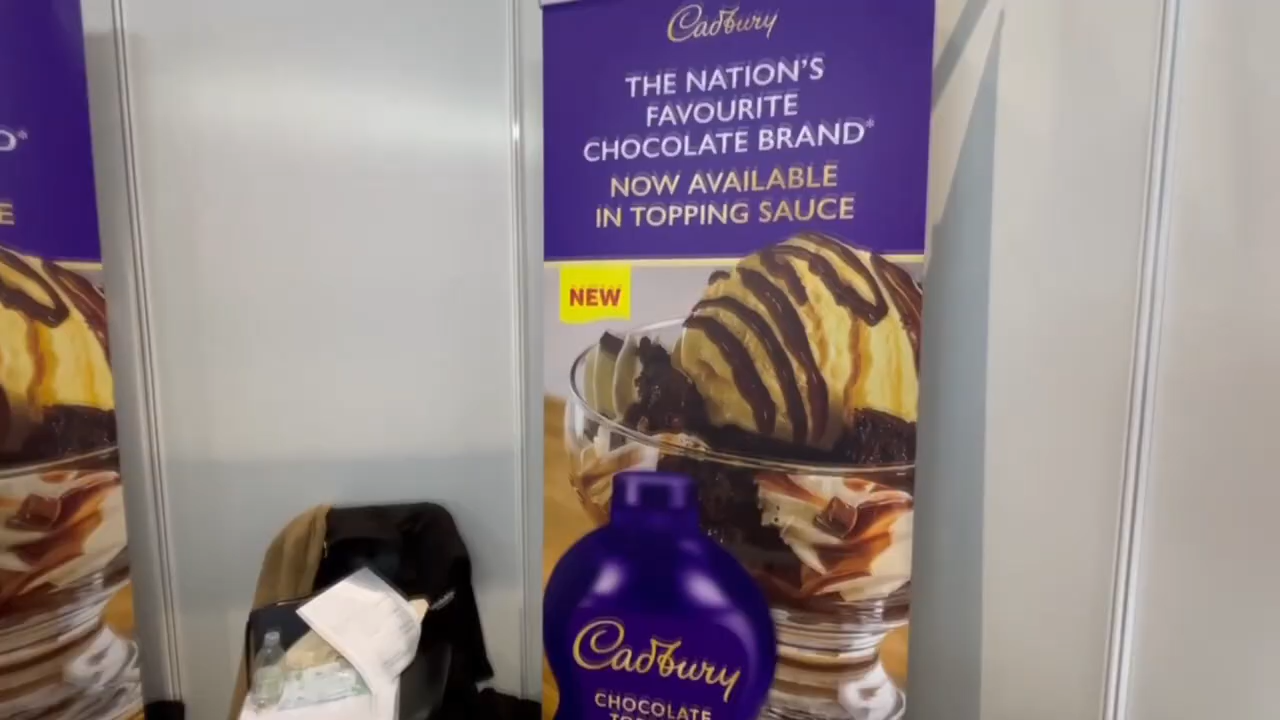 D*
E
Cadbury
THE NATION'S
FAVOURITE
CHOCOLATE BRAND*
NOW AVAILABLE
IN TOPPING SAUCE
NEW
Cadbury
CHOCOLATE